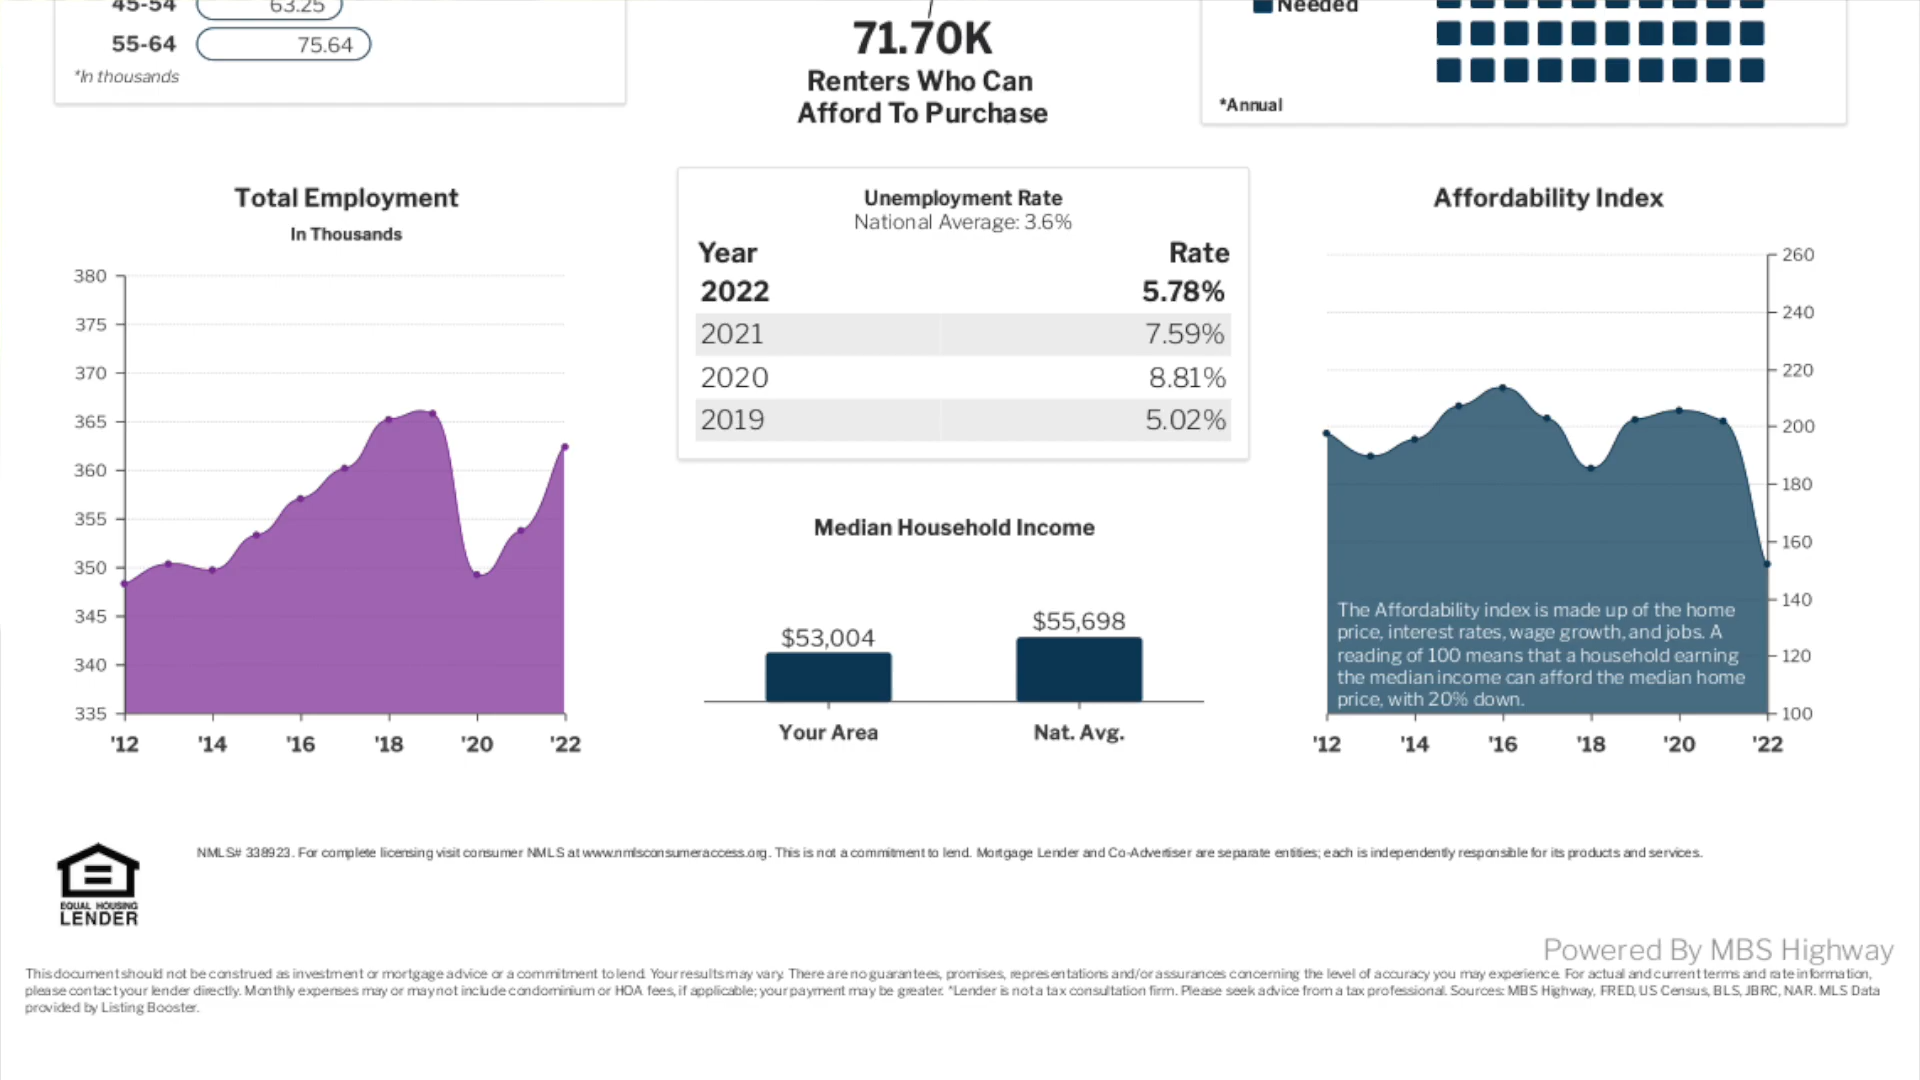 45-54 63.25
55-64 75.64
*In thousands
71.70K
Renters Who Can
Afford To Purchase
Needed
*Annual
Total Employment
In Thousands
380
375
370
365
360
355
350
345
340
335
'12 '14 '16 '18 '20 '22
Unemployment Rate
National Average: 3.6%
Year Rate
2022 5.78%
2021 7.59%
2020 8.81%
2019 5.02%
Median Household Income
$53,004 $55,698
Your Area Nat. Avg.
Affordability Index
260
240
220
200
180
160
140
120
100
The Affordability index is made up of the home
price, interest rates, wage growth, and jobs. A
reading of 100 means that a household earning
the median income can afford the median home
price, with 20% down.
'12 '14 '16 '18 '20 '22
EQUAL HOUSING
LENDER
NMLS# 338923. For complete licensing visit consumer NMLS at www.nmlsconsumeraccess.org. This is not a commitment to lend. Mortgage Lender and Co-Advertiser are separate entities; each is independently responsible for its products and services.
Powered By MBS Highway
This document should not be construed as investment or mortgage advice or a commitment to lend. Your results may vary. There are no guarantees, promises, representations and/or assurances concerning the level of accuracy you may experience. For actual and current terms and rate information,
please contact your lender directly. Monthly expenses may or may not include condominium or HOA fees, if applicable; your payment may be greater. *Lender is not a tax consultation firm. Please seek advice from a tax professional. Sources: MBS Highway, FRED, US Census, BLS, JBRC, NAR. MLS Data
provided by Listing Booster.